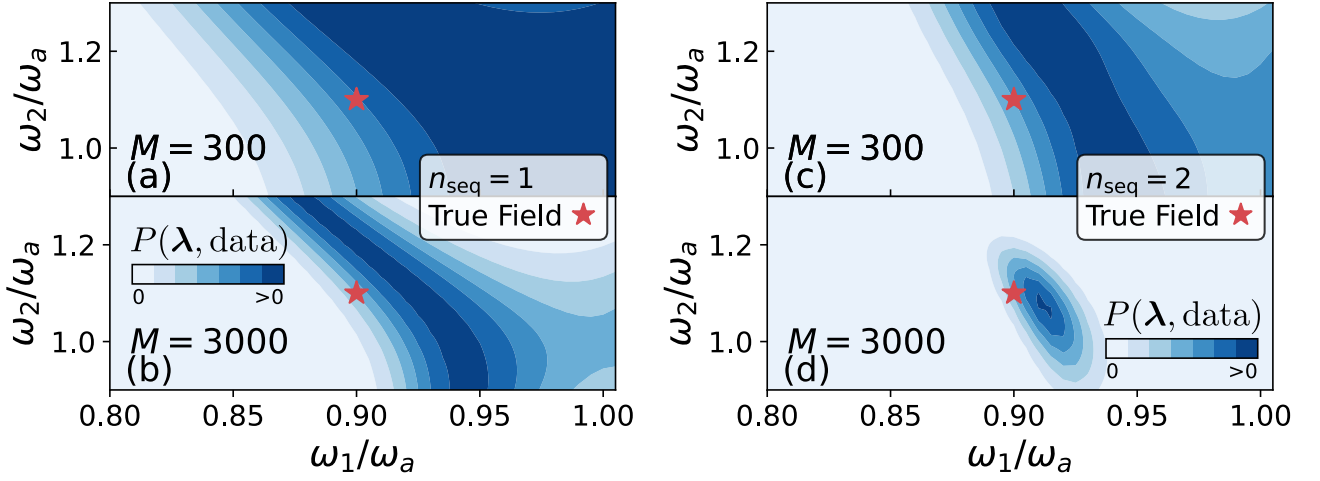 ω₂/ωₐ
1.2
1.0
M = 300
(a)
n_seq = 1
True Field
ω₂/ωₐ
1.2
1.0
P(λ, data)
0 >0
M = 3000
(b)
0.80 0.85 0.90 0.95 1.00
ω₁/ωₐ
ω₂/ωₐ
1.2
1.0
M = 300
(c)
n_seq = 2
True Field
ω₂/ωₐ
1.2
1.0
M = 3000
(d)
P(λ, data)
0 >0
0.80 0.85 0.90 0.95 1.00
ω₁/ωₐ